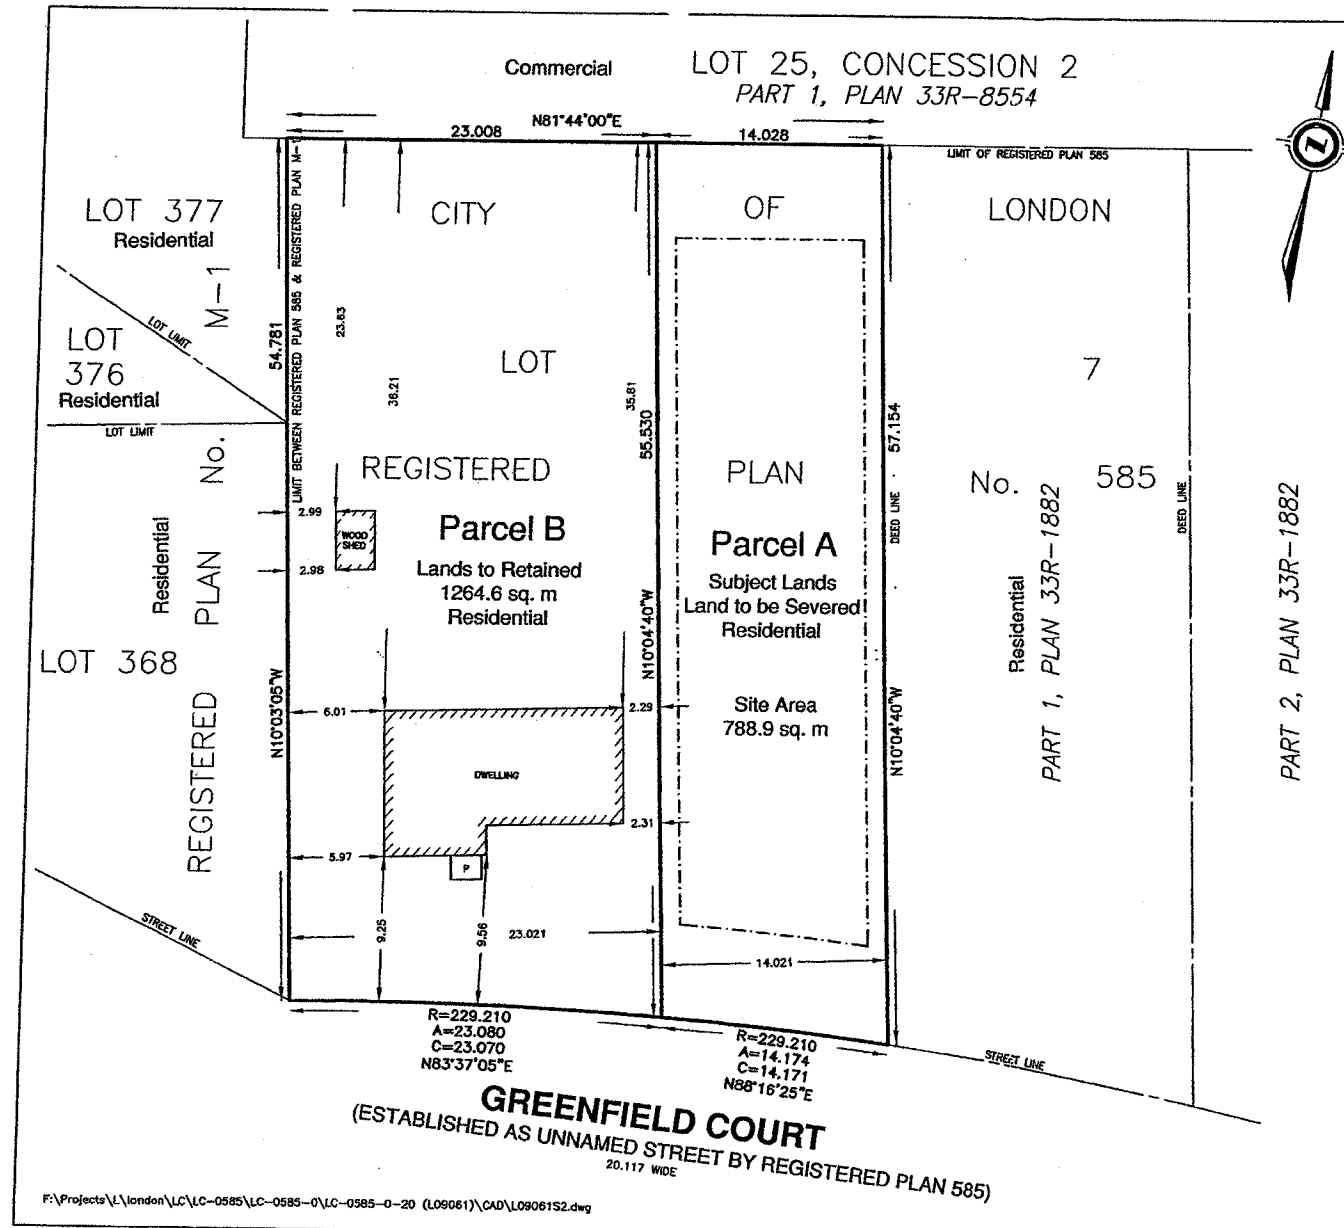 Commercial
LOT 25, CONCESSION 2
PART 1, PLAN 33R-8554
N81°44'00"E
23.008
14.028
LIMIT OF REGISTERED PLAN 585
Z
LOT 377
Residential
CITY
OF
LONDON
M-1
LIMIT BETWEEN REGISTERED PLAN 585 & REGISTERED PLAN M-1
LOT LIMIT
54.781
23.63
36.21
35.81
LOT
7
LOT
376
Residential
LOT LIMIT
55.530
57.154
REGISTERED
PLAN
No.
585
No.
DEED LINE
DEED LINE
2.99
WOOD
SHED
2.98
Parcel B
Lands to Retained
1264.6 sq. m
Residential
Parcel A
Subject Lands
Land to be Severed
Residential
Site Area
788.9 sq. m
Residential
PLAN
LOT 368
REGISTERED
N10°03'05"W
N10°04'40"W
N10°04'40"W
Residential
PART 1, PLAN 33R-1882
PART 2, PLAN 33R-1882
6.01
2.29
DWELLING
2.31
5.97
P
9.25
9.56
23.021
14.021
STREET LINE
R=229.210
A=23.080
C=23.070
N83°37'05"E
R=229.210
A=14.174
C=14.171
N88°16'25"E
STREET LINE
GREENFIELD COURT
(ESTABLISHED AS UNNAMED STREET BY REGISTERED PLAN 585)
20.117 WIDE
F:\Projects\L\london\LC\LC-0585\LC-0585-0\LC-0585-0-20 (L09061)\CAD\L09061S2.dwg